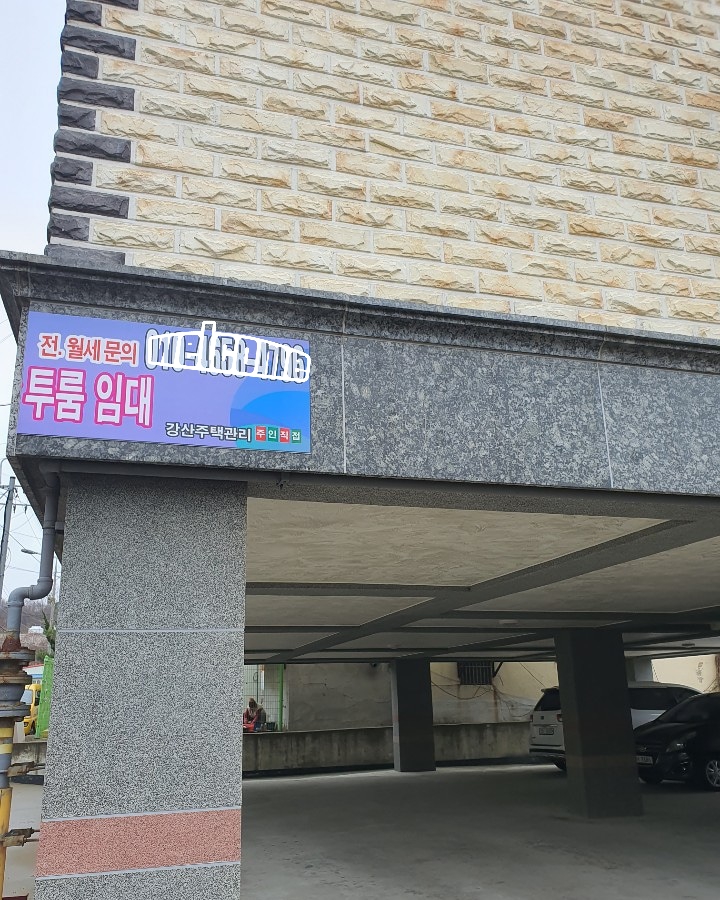 전. 월세 문의
투룸 임대
강산주택관리 주인직접